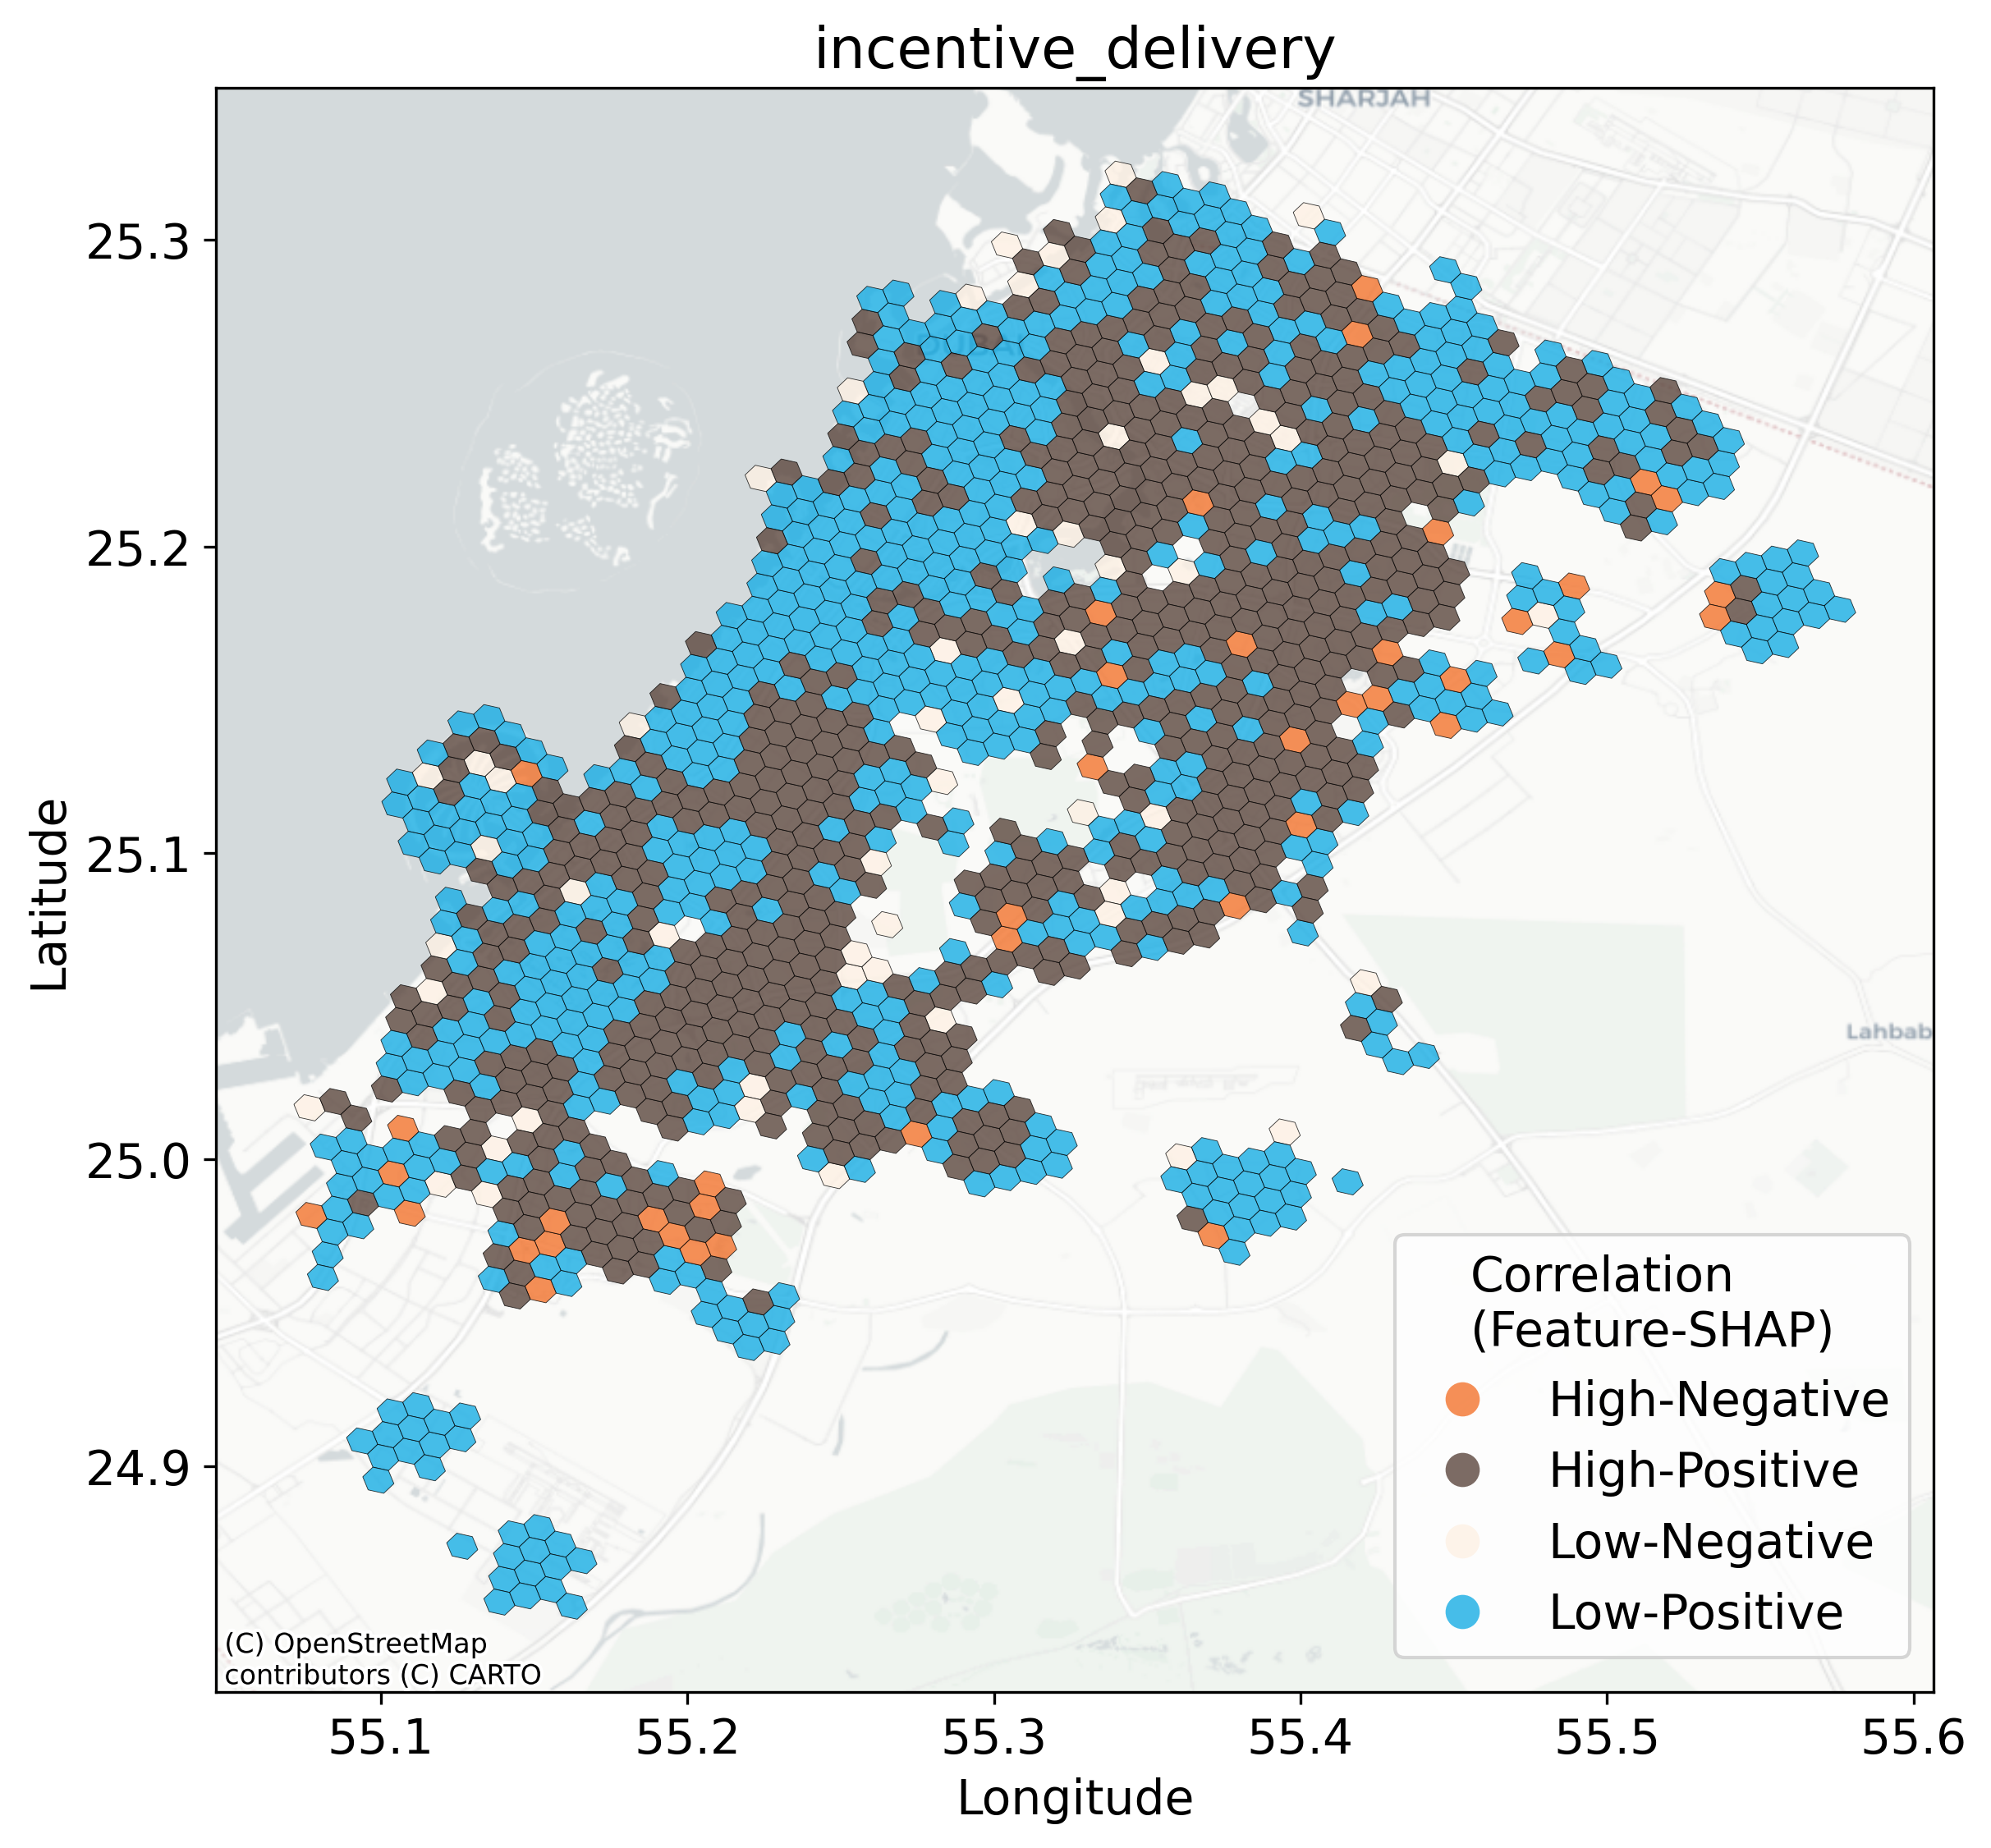 incentive_delivery
SHARJAH
DUBAI
Lahbab
25.3
25.2
25.1
25.0
24.9
Latitude
55.1
55.2
55.3
55.4
55.5
55.6
Longitude
Correlation
(Feature-SHAP)
High-Negative
High-Positive
Low-Negative
Low-Positive
(C) OpenStreetMap
contributors (C) CARTO